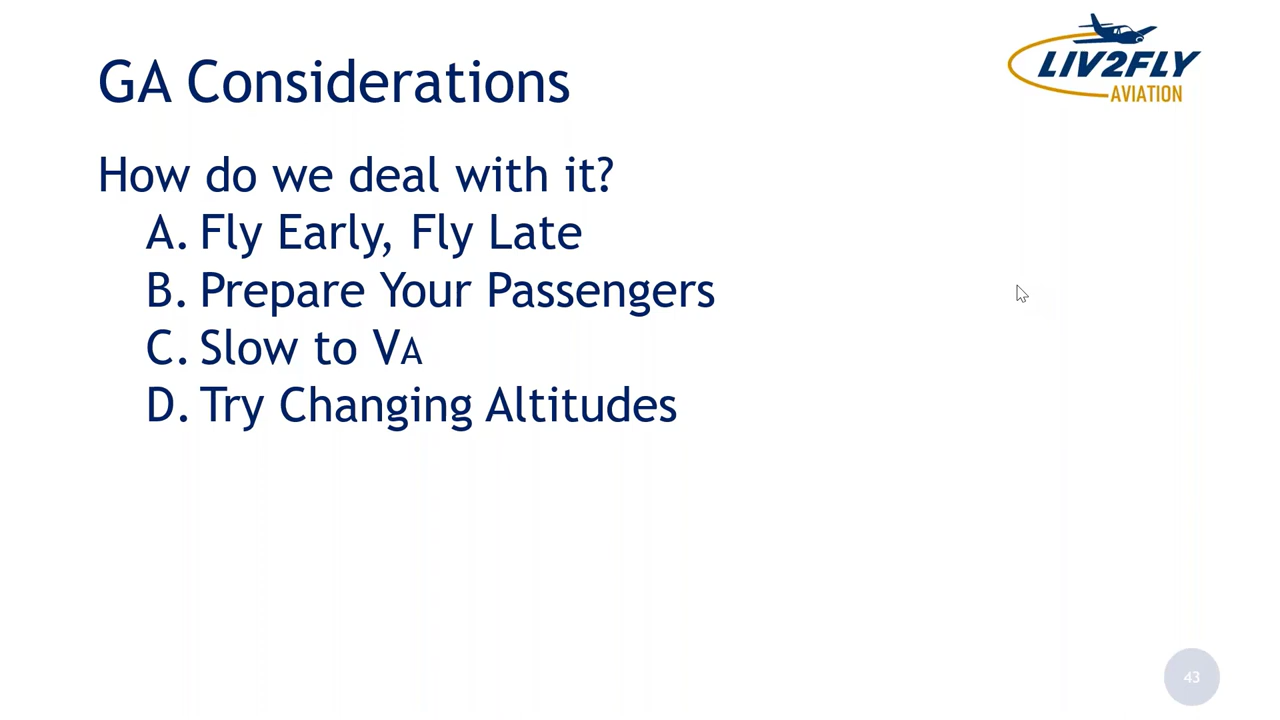 LIV2FLY
AVIATION
GA Considerations
How do we deal with it?
A. Fly Early, Fly Late
B. Prepare Your Passengers
C. Slow to VA
D. Try Changing Altitudes
43